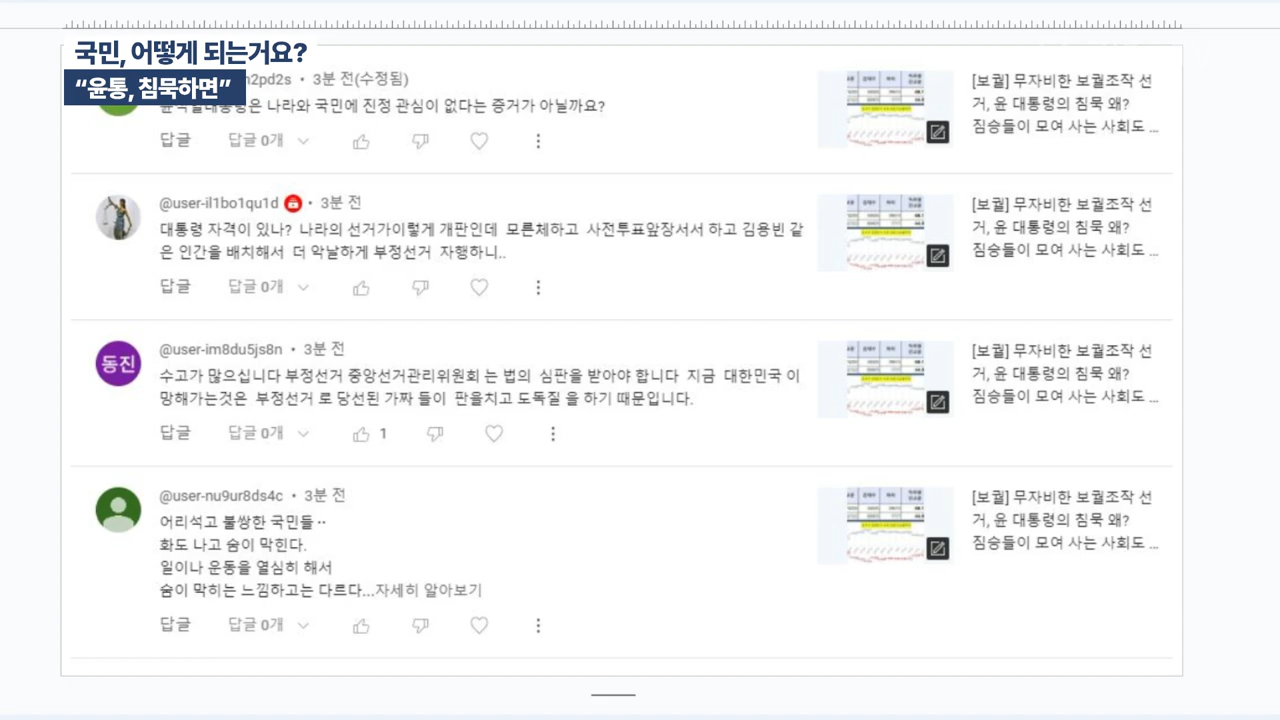 국민, 어떻게 되는거요?
“윤통, 침묵하면”
n2pd2s • 3분 전(수정됨)
윤석열대통령은 나라와 국민에 진정 관심이 없다는 증거가 아닐까요?
답글 답글 0개
[보궐] 무자비한 보궐조작 선
거, 윤 대통령의 침묵 왜?
짐승들이 모여 사는 사회도 ...
@user-il1bo1qu1d • 3분 전
대통령 자격이 있나? 나라의 선거가이렇게 개판인데 모른체하고 사전투표앞장서서 하고 김용빈 같
은 인간을 배치해서 더 악날하게 부정선거 자행하니..
답글 답글 0개
[보궐] 무자비한 보궐조작 선
거, 윤 대통령의 침묵 왜?
짐승들이 모여 사는 사회도 ...
동진
@user-im8du5js8n • 3분 전
수고가 많으십니다 부정선거 중앙선거관리위원회 는 법의 심판을 받아야 합니다 지금 대한민국 이
망해가는것은 부정선거 로 당선된 가짜 들이 판을치고 도독질 을 하기 때문입니다.
답글 답글 0개 1
[보궐] 무자비한 보궐조작 선
거, 윤 대통령의 침묵 왜?
짐승들이 모여 사는 사회도 ...
@user-nu9ur8ds4c • 3분 전
어리석고 불쌍한 국민들··
화도 나고 숨이 막힌다.
일이나 운동을 열심히 해서
숨이 막히는 느낌하고는 다르다...자세히 알아보기
답글 답글 0개
[보궐] 무자비한 보궐조작 선
거, 윤 대통령의 침묵 왜?
짐승들이 모여 사는 사회도 ...